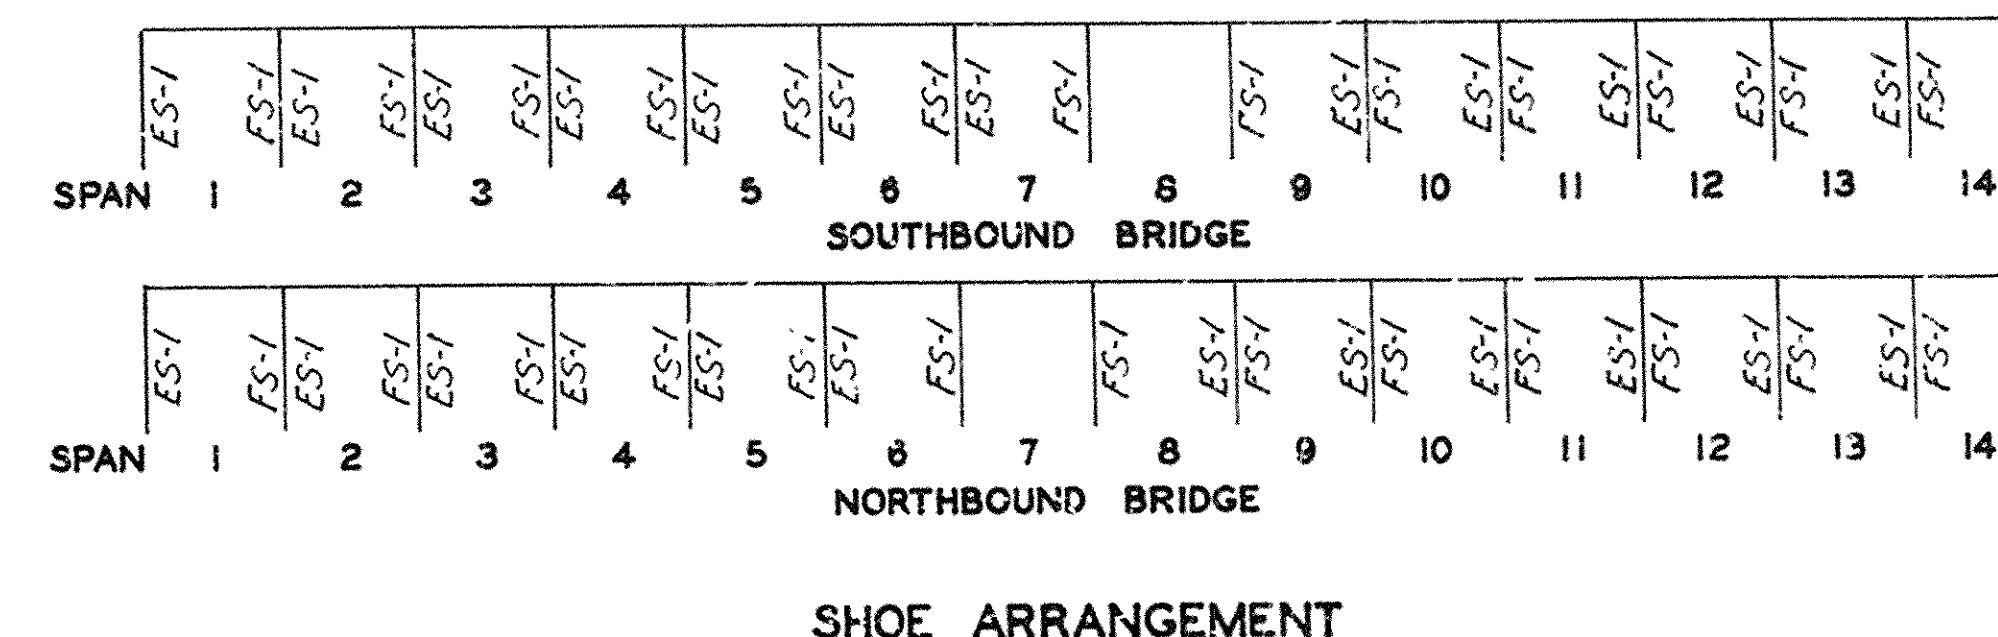 ES-1 FS-1 ES-1 FS-1 ES-1 FS-1 ES-1 FS-1 ES-1 FS-1 ES-1 FS-1 ES-1 FS-1 FS-1 ES-1 FS-1 ES-1 FS-1 ES-1 FS-1 ES-1 FS-1 ES-1 FS-1
SPAN 1 2 3 4 5 6 7 8 9 10 11 12 13 14
SOUTHBOUND BRIDGE
ES-1 FS-1 ES-1 FS-1 ES-1 FS-1 ES-1 FS-1 ES-1 FS-1 ES-1 FS-1 FS-1 ES-1 FS-1 ES-1 FS-1 ES-1 FS-1 ES-1 FS-1 ES-1 FS-1 ES-1 FS-1
SPAN 1 2 3 4 5 6 7 8 9 10 11 12 13 14
NORTHBOUND BRIDGE
SHOE ARRANGEMENT